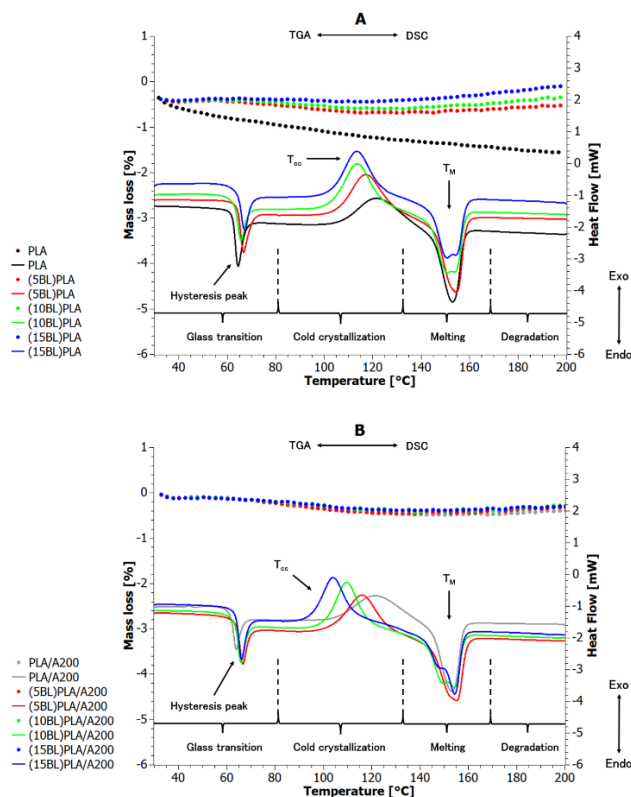 A
TGA DSC
1
0
-1
-2
-3
-4
-5
-6
Mass loss [%]
4
3
2
1
0
-1
-2
-3
-4
-5
-6
Heat Flow [mW]
Tcc
TM
Hysteresis peak
Glass transition Cold crystallization Melting Degradation
40 60 80 100 120 140 160 180 200
Temperature [°C]
PLA
PLA
(5BL)PLA
(5BL)PLA
(10BL)PLA
(10BL)PLA
(15BL)PLA
(15BL)PLA
Exo
Endo
B
TGA DSC
1
0
-1
-2
-3
-4
-5
-6
Mass loss [%]
4
3
2
1
0
-1
-2
-3
-4
-5
-6
Heat Flow [mW]
Tcc
TM
Hysteresis peak
Glass transition Cold crystallization Melting Degradation
40 60 80 100 120 140 160 180 200
Temperature [°C]
PLA/A200
PLA/A200
(5BL)PLA/A200
(5BL)PLA/A200
(10BL)PLA/A200
(10BL)PLA/A200
(15BL)PLA/A200
(15BL)PLA/A200
Exo
Endo